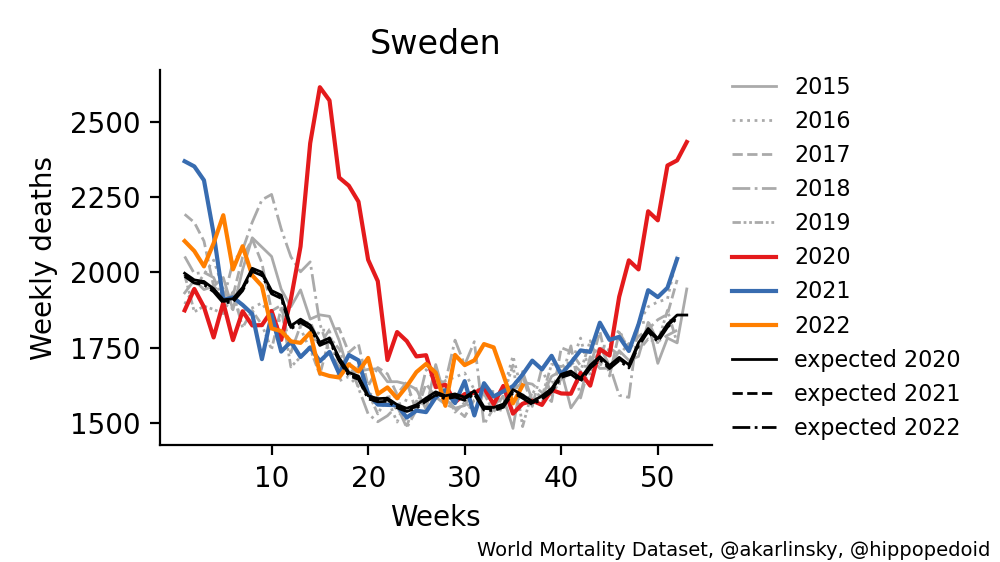 Sweden
Weekly deaths
2500
2250
2000
1750
1500
10 20 30 40 50
Weeks
2015
2016
2017
2018
2019
2020
2021
2022
expected 2020
expected 2021
expected 2022
World Mortality Dataset, @akarlinsky, @hippopedoid